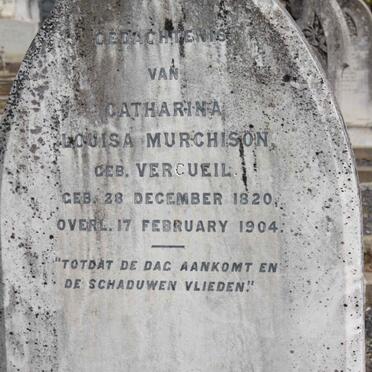 GEDACHTENIS
VAN
CATHARINA
LOUISA MURCHISON,
GEB. VERCUEIL
GEB. 28 DECEMBER 1820,
OVERL. 17 FEBRUARY 1904.
"TOTDAT DE DAG AANKOMT EN
DE SCHADUWEN VLIEDEN."